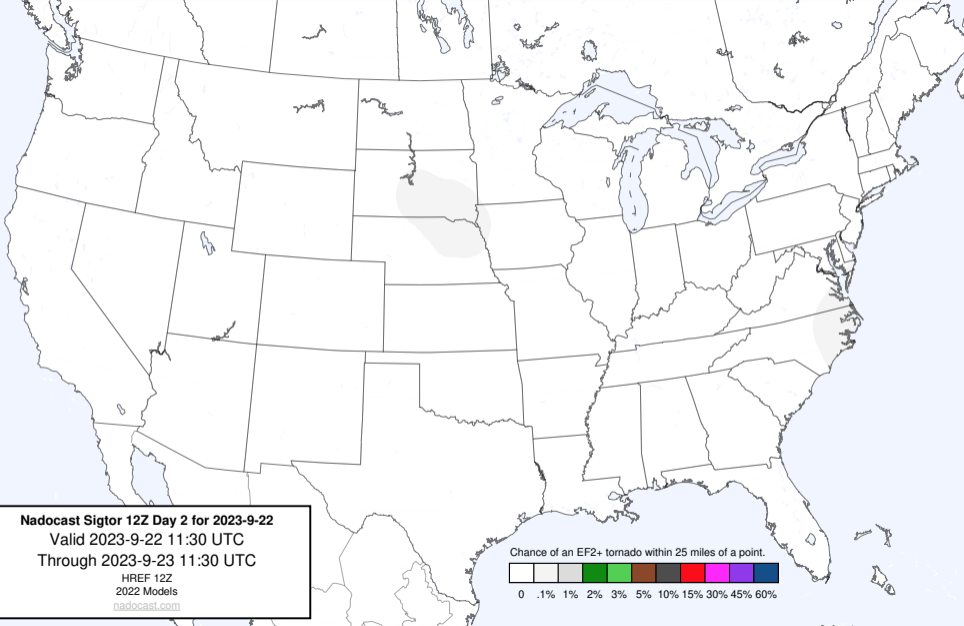 Nadocast Sigtor 12Z Day 2 for 2023-9-22
Valid 2023-9-22 11:30 UTC
Through 2023-9-23 11:30 UTC
HREF 12Z
2022 Models
nadocast.com
Chance of an EF2+ tornado within 25 miles of a point.
0 .1% 1% 2% 3% 5% 10% 15% 30% 45% 60%